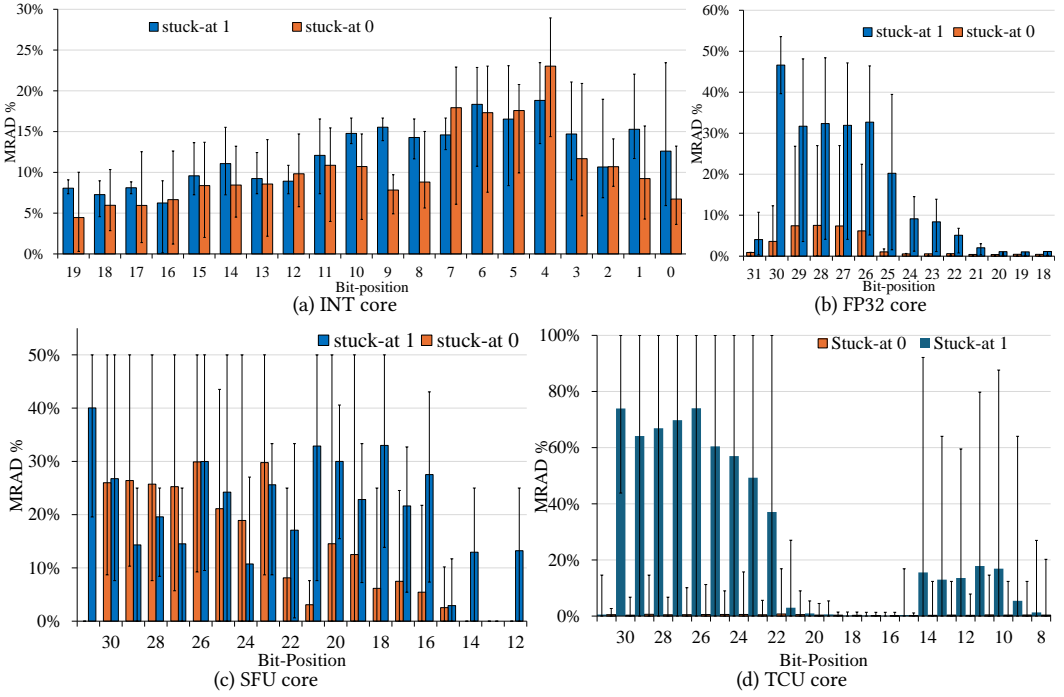 30%
25%
20%
15%
10%
5%
0%
MRAD %
stuck-at 1
stuck-at 0
19 18 17 16 15 14 13 12 11 10 9 8 7 6 5 4 3 2 1 0
Bit-position
(a) INT core
60%
50%
40%
30%
20%
10%
0%
MRAD %
stuck-at 1
stuck-at 0
31 30 29 28 27 26 25 24 23 22 21 20 19 18
Bit-position
(b) FP32 core
50%
40%
30%
20%
10%
0%
MRAD %
stuck-at 1
stuck-at 0
30 28 26 24 22 20 18 16 14 12
Bit-Position
(c) SFU core
100%
80%
60%
40%
20%
0%
MRAD %
Stuck-at 0
Stuck-at 1
30 28 26 24 22 20 18 16 14 12 10 8
Bit-Position
(d) TCU core